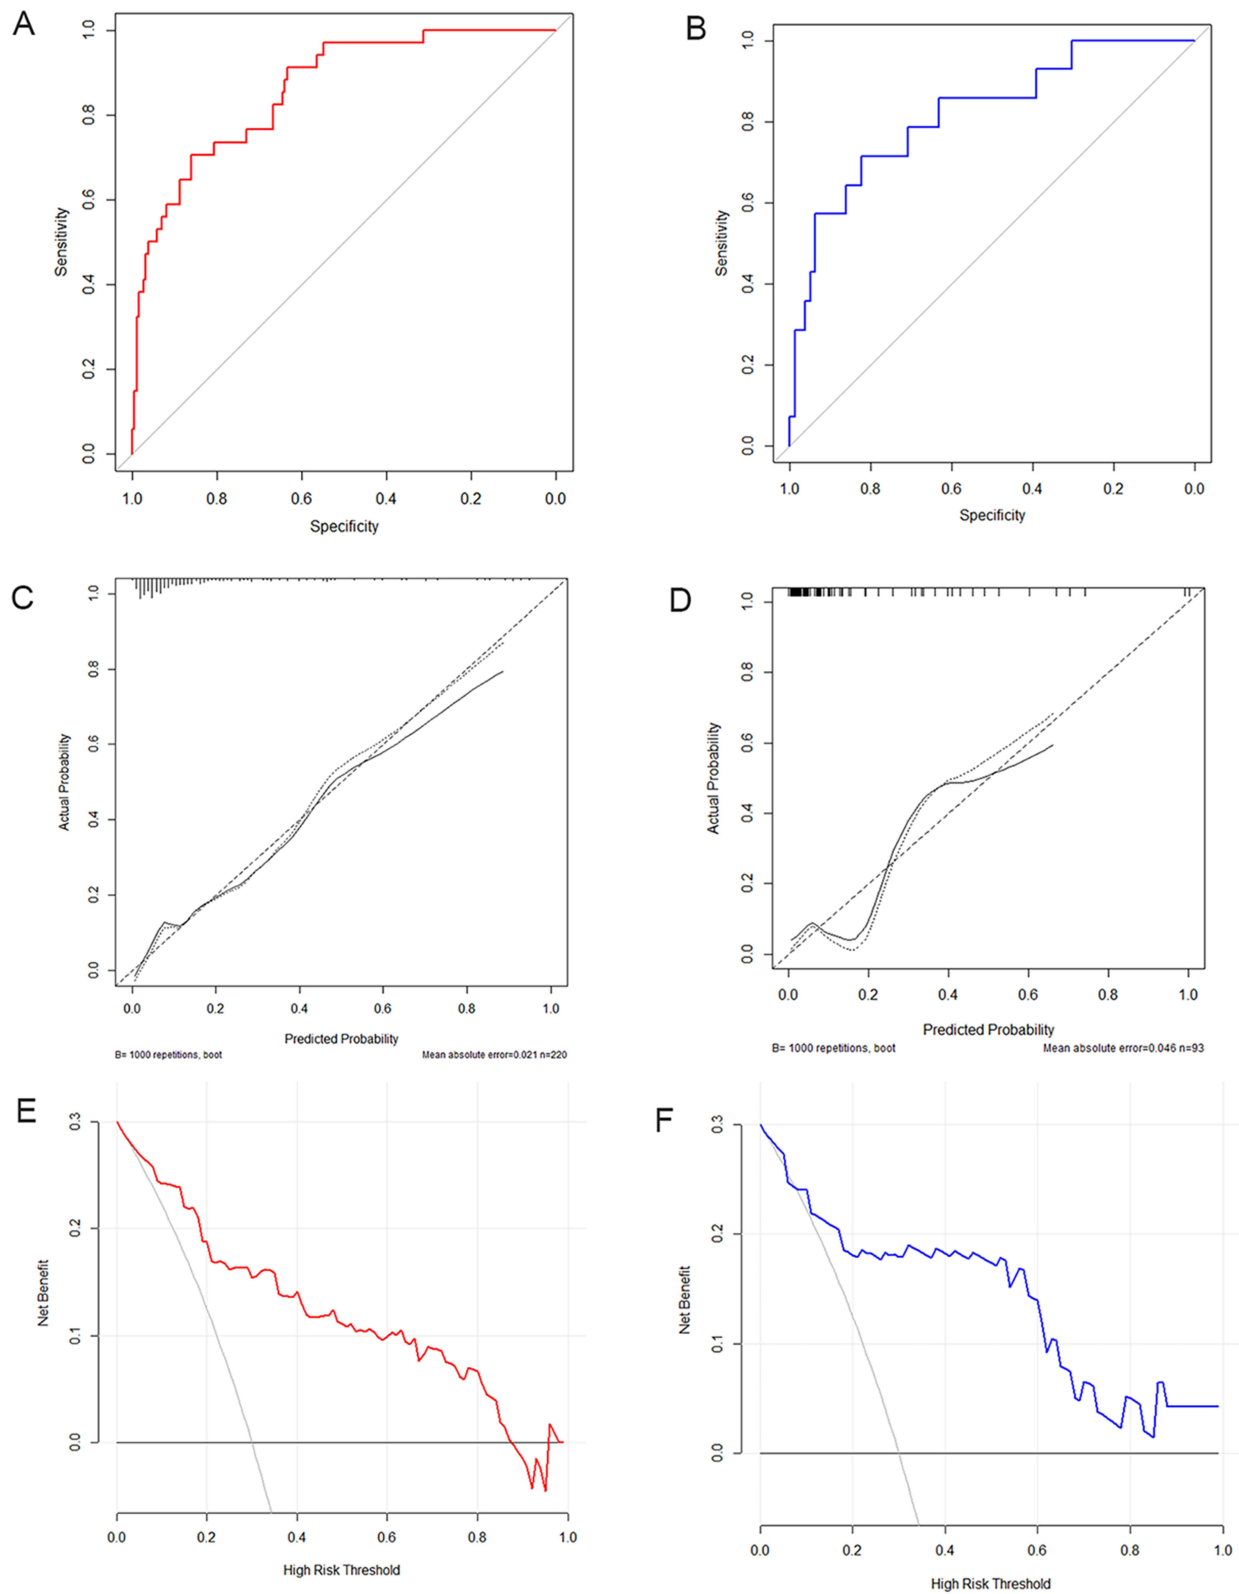 A
1.0
0.8
0.6
0.4
0.2
0.0
Sensitivity
1.0 0.8 0.6 0.4 0.2 0.0
Specificity
B
1.0
0.8
0.6
0.4
0.2
0.0
Sensitivity
1.0 0.8 0.6 0.4 0.2 0.0
Specificity
C
1.0
0.8
0.6
0.4
0.2
0.0
Actual Probability
0.0 0.2 0.4 0.6 0.8 1.0
Predicted Probability
B= 1000 repetitions, boot
Mean absolute error=0.021 n=220
D
1.0
0.8
0.6
0.4
0.2
0.0
Actual Probability
0.0 0.2 0.4 0.6 0.8 1.0
Predicted Probability
B= 1000 repetitions, boot
Mean absolute error=0.046 n=93
E
0.3
0.2
0.1
0.0
Net Benefit
0.0 0.2 0.4 0.6 0.8 1.0
High Risk Threshold
F
0.3
0.2
0.1
0.0
Net Benefit
0.0 0.2 0.4 0.6 0.8 1.0
High Risk Threshold